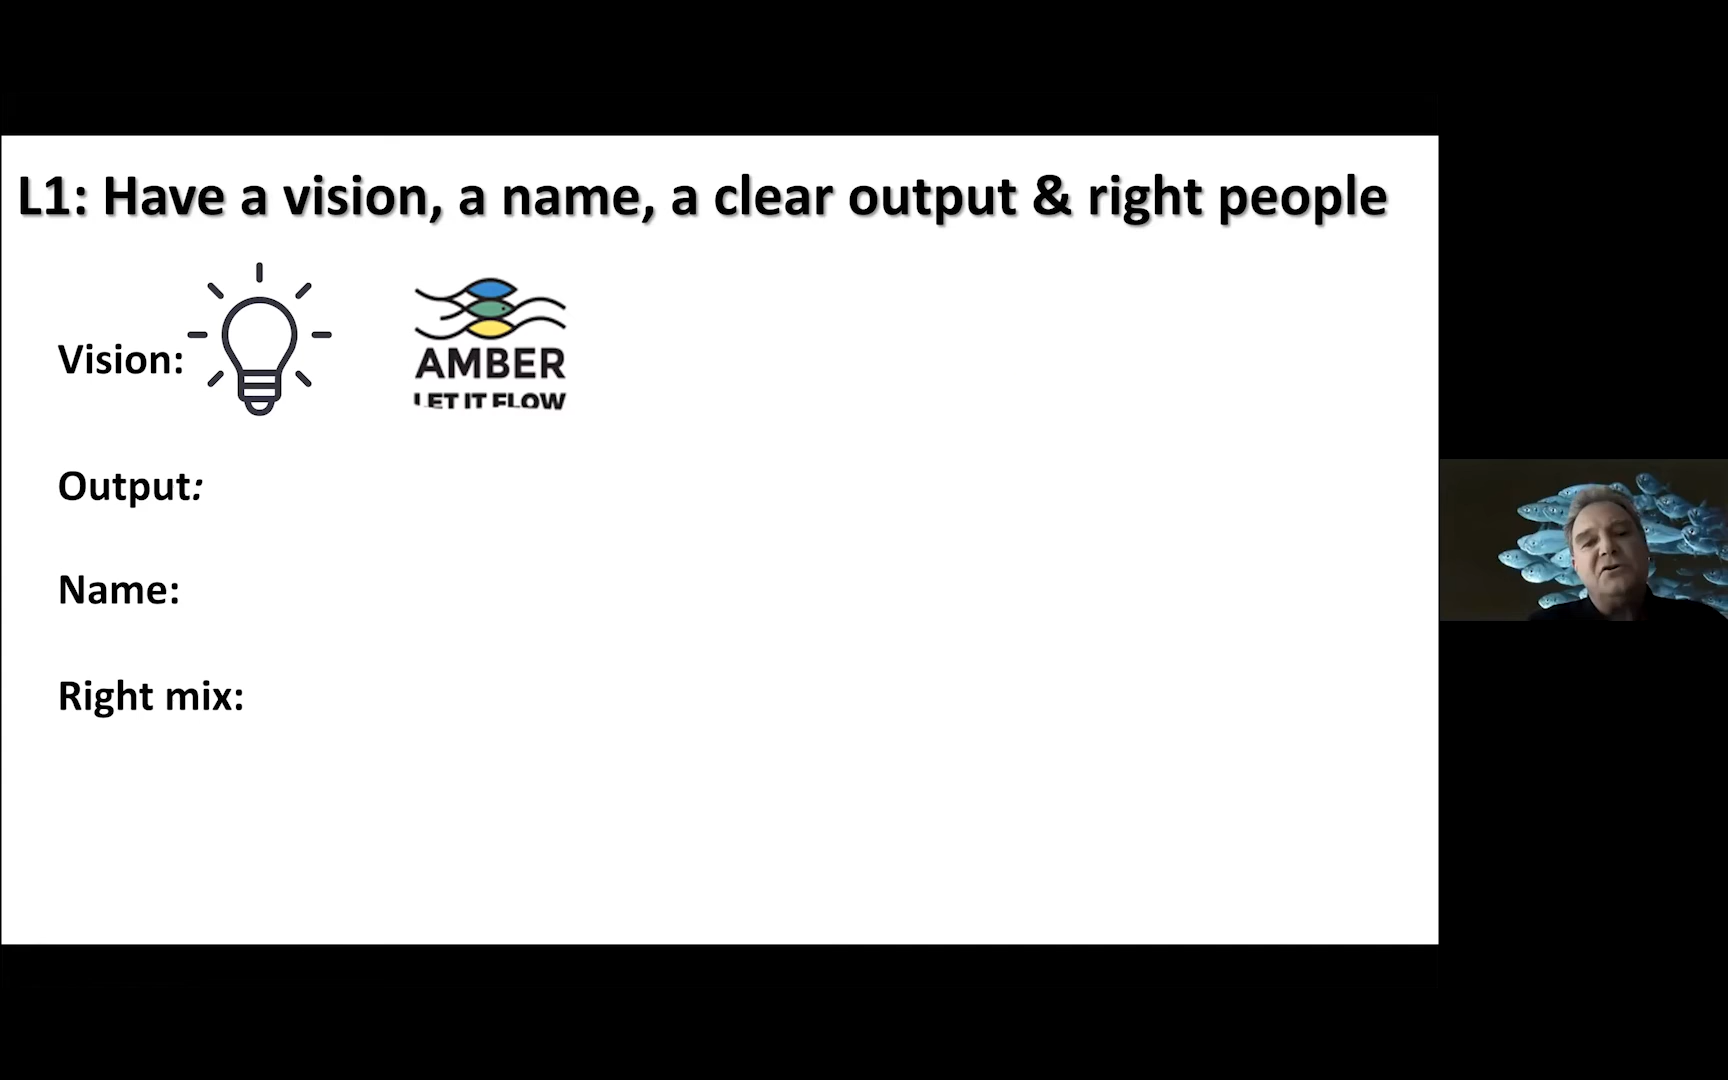 L1: Have a vision, a name, a clear output & right people
Vision:
AMBER
LET IT FLOW
Output:
Name:
Right mix: